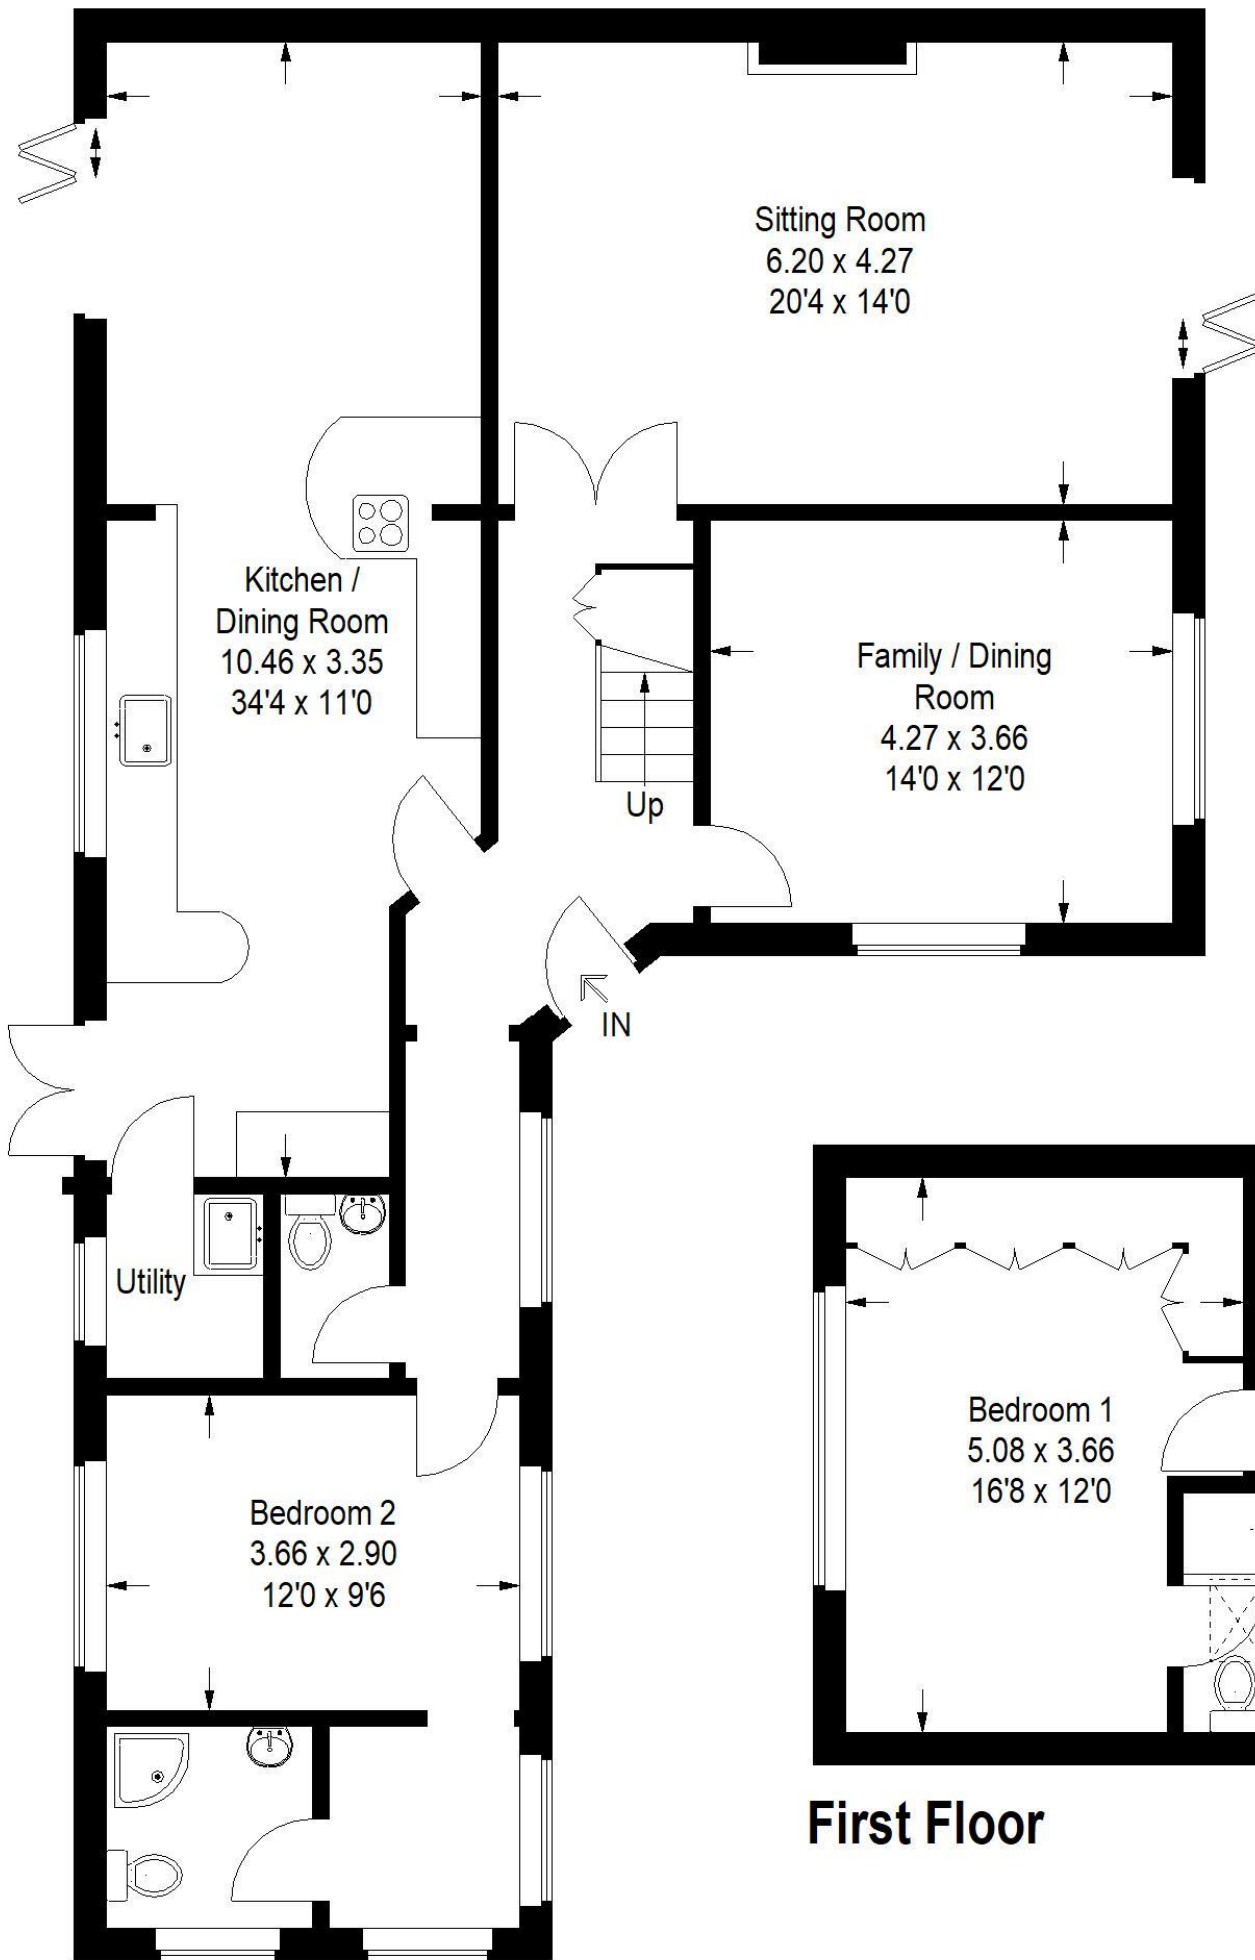 Sitting Room
6.20 x 4.27
20'4 x 14'0
Kitchen /
Dining Room
10.46 x 3.35
34'4 x 11'0
Family / Dining
Room
4.27 x 3.66
14'0 x 12'0
Up
IN
Utility
Bedroom 1
5.08 x 3.66
16'8 x 12'0
Bedroom 2
3.66 x 2.90
12'0 x 9'6
First Floor